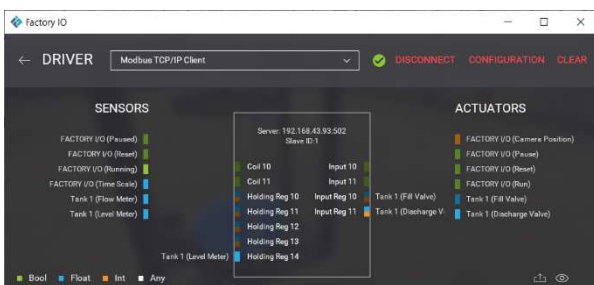 Factory IO
← DRIVER Modbus TCP/IP Client DISCONNECT CONFIGURATION CLEAR
SENSORS ACTUATORS
Server: 192.168.43.93:502
Slave ID:1
FACTORY I/O (Paused) FACTORY I/O (Camera Position)
FACTORY I/O (Reset) FACTORY I/O (Pause)
FACTORY I/O (Running) Coil 10 Input 10 FACTORY I/O (Reset)
FACTORY I/O (Time Scale) Coil 11 Input 11 FACTORY I/O (Run)
Tank 1 (Flow Meter) Holding Reg 10 Input Reg 10 Tank 1 (Fill Valve) Tank 1 (Fill Valve)
Tank 1 (Level Meter) Holding Reg 11 Input Reg 11 Tank 1 (Discharge V Tank 1 (Discharge Valve)
Holding Reg 12
Holding Reg 13
Tank 1 (Level Meter) Holding Reg 14
Bool Float Int Any